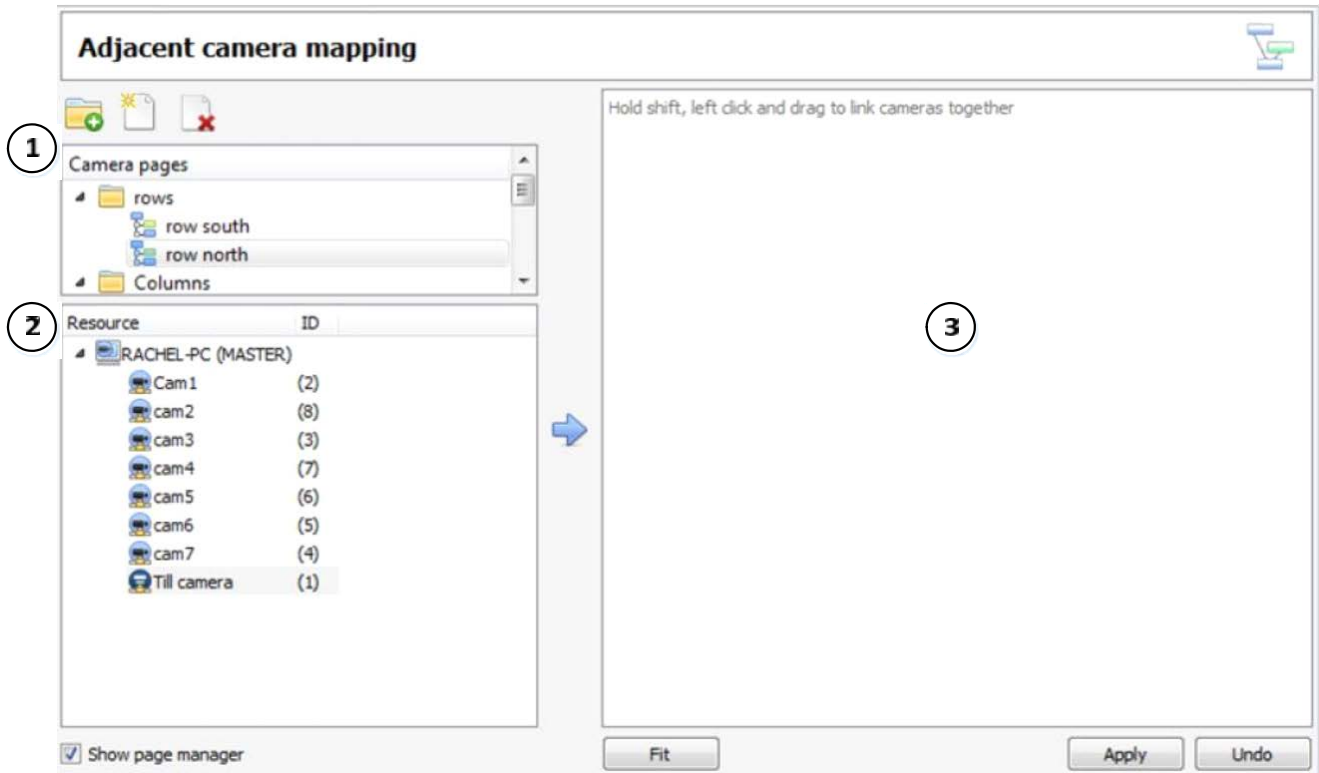 Adjacent camera mapping
Hold shift, left click and drag to link cameras together
1
Camera pages
rows
row south
row north
Columns
2
Resource ID
RACHEL-PC (MASTER)
Cam1 (2)
cam2 (8)
cam3 (3)
cam4 (7)
cam5 (6)
cam6 (5)
cam7 (4)
Till camera (1)
3
Show page manager
Fit Apply Undo